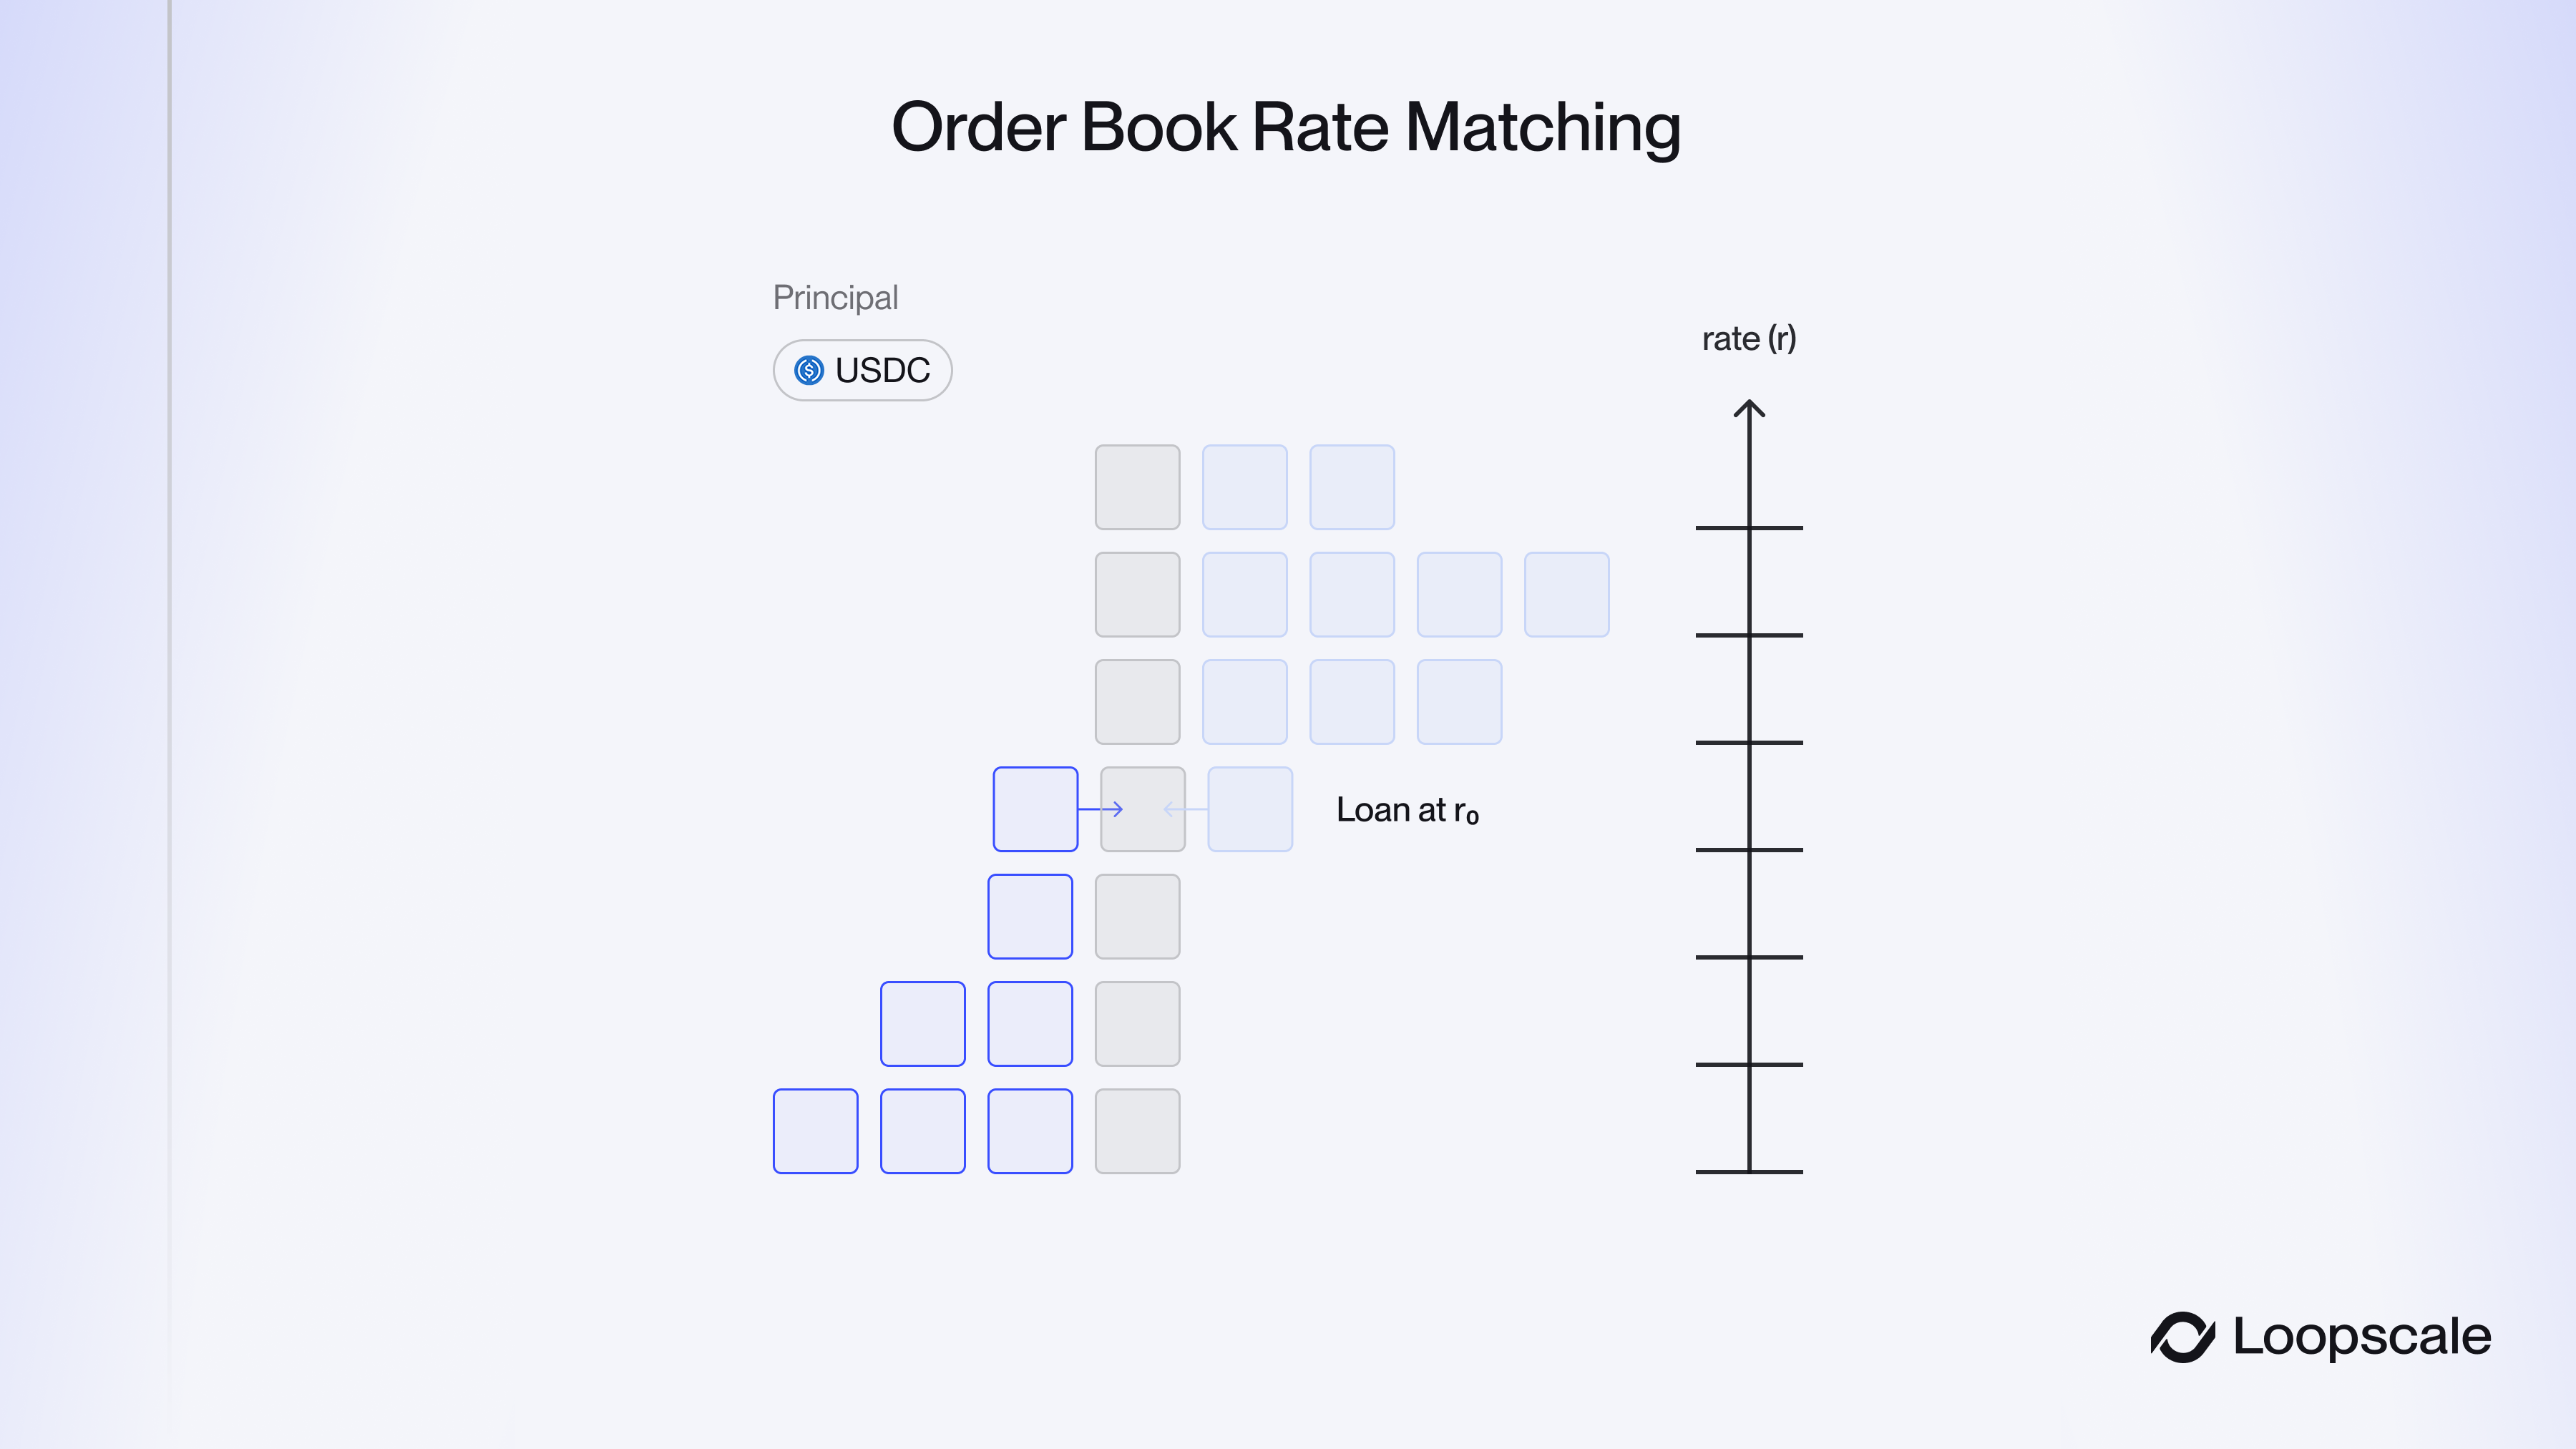 Order Book Rate Matching
Principal
USDC
rate (r)
Loan at r₀
Loopscale